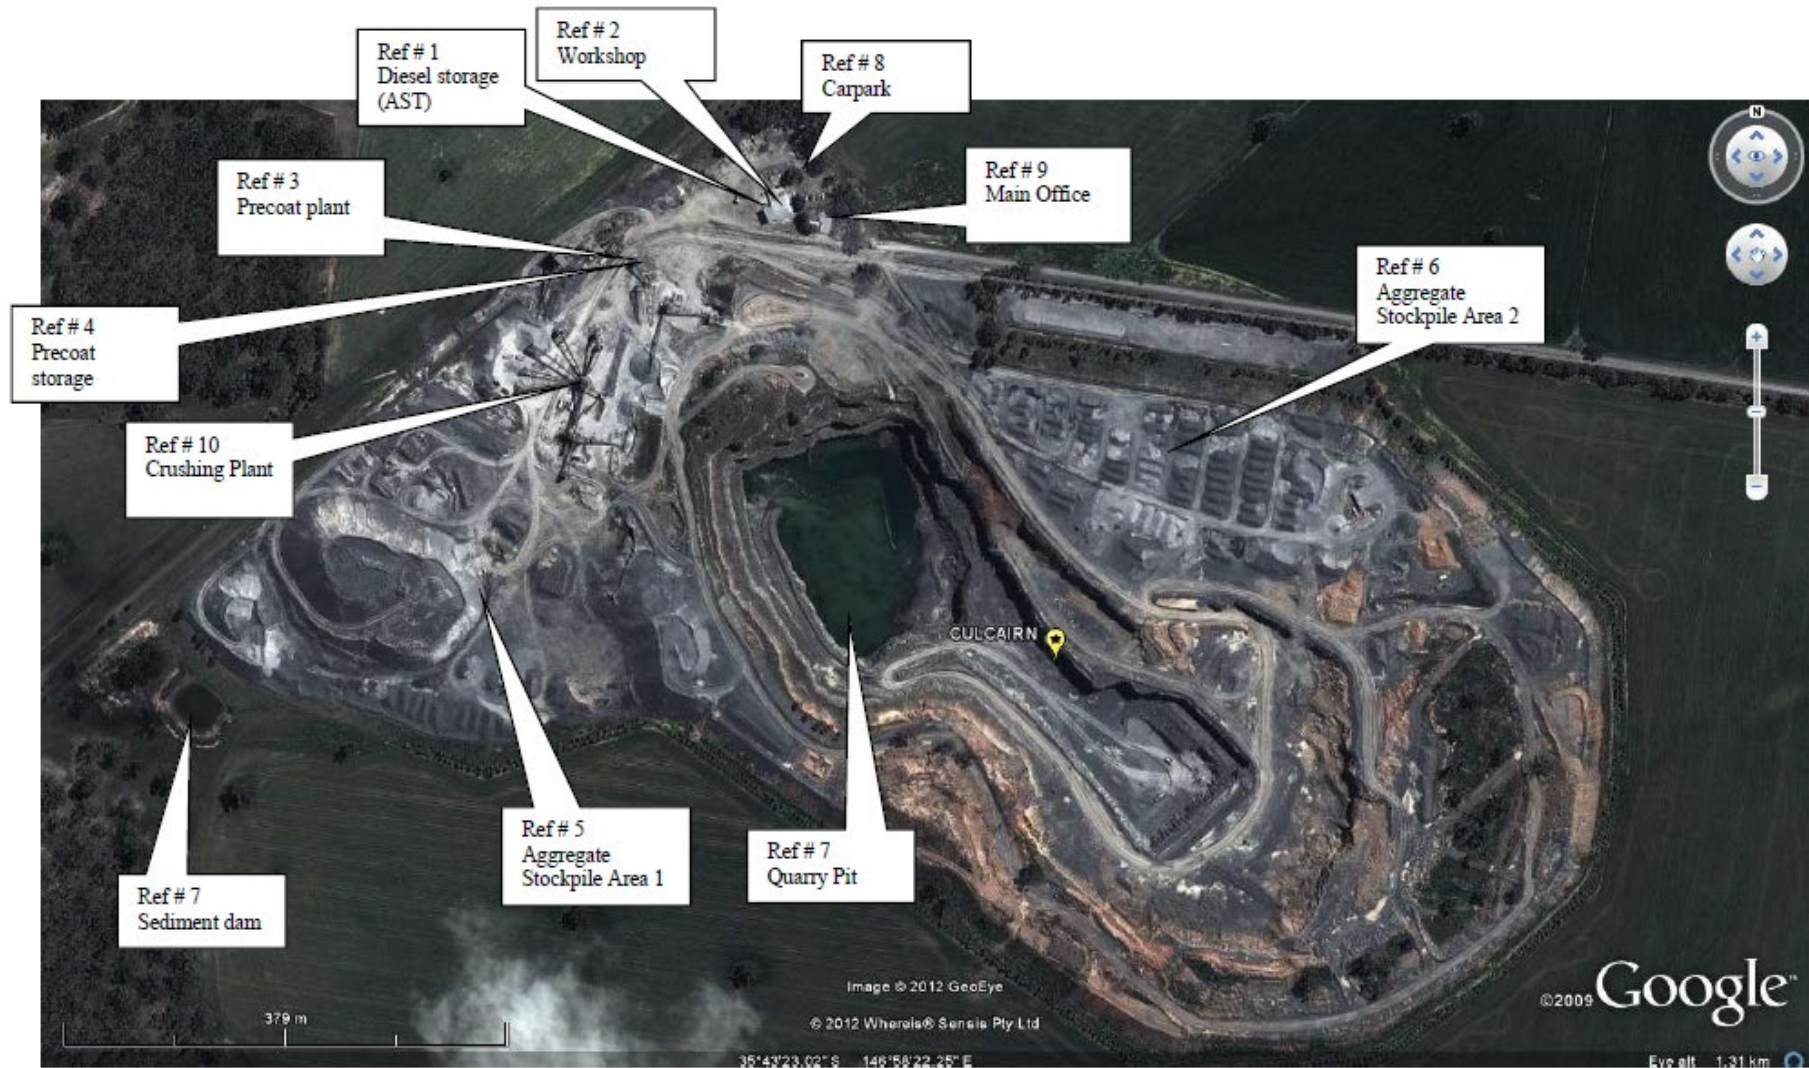 Ref # 2
Workshop
Ref # 1
Diesel storage
(AST)
Ref # 8
Carpark
N
Ref # 3
Precoat plant
Ref # 9
Main Office
Ref # 6
Aggregate
Stockpile Area 2
Ref # 4
Precoat
storage
Ref # 10
Crushing Plant
CULCAIRN
Ref # 5
Aggregate
Stockpile Area 1
Ref # 7
Quarry Pit
Ref # 7
Sediment dam
Image © 2012 GeoEye
© 2012 Whereis® Sensis Pty Ltd
©2009 Google™
379 m
35°43'23.02" S 146°58'22.25" E
Eye alt 1.31 km